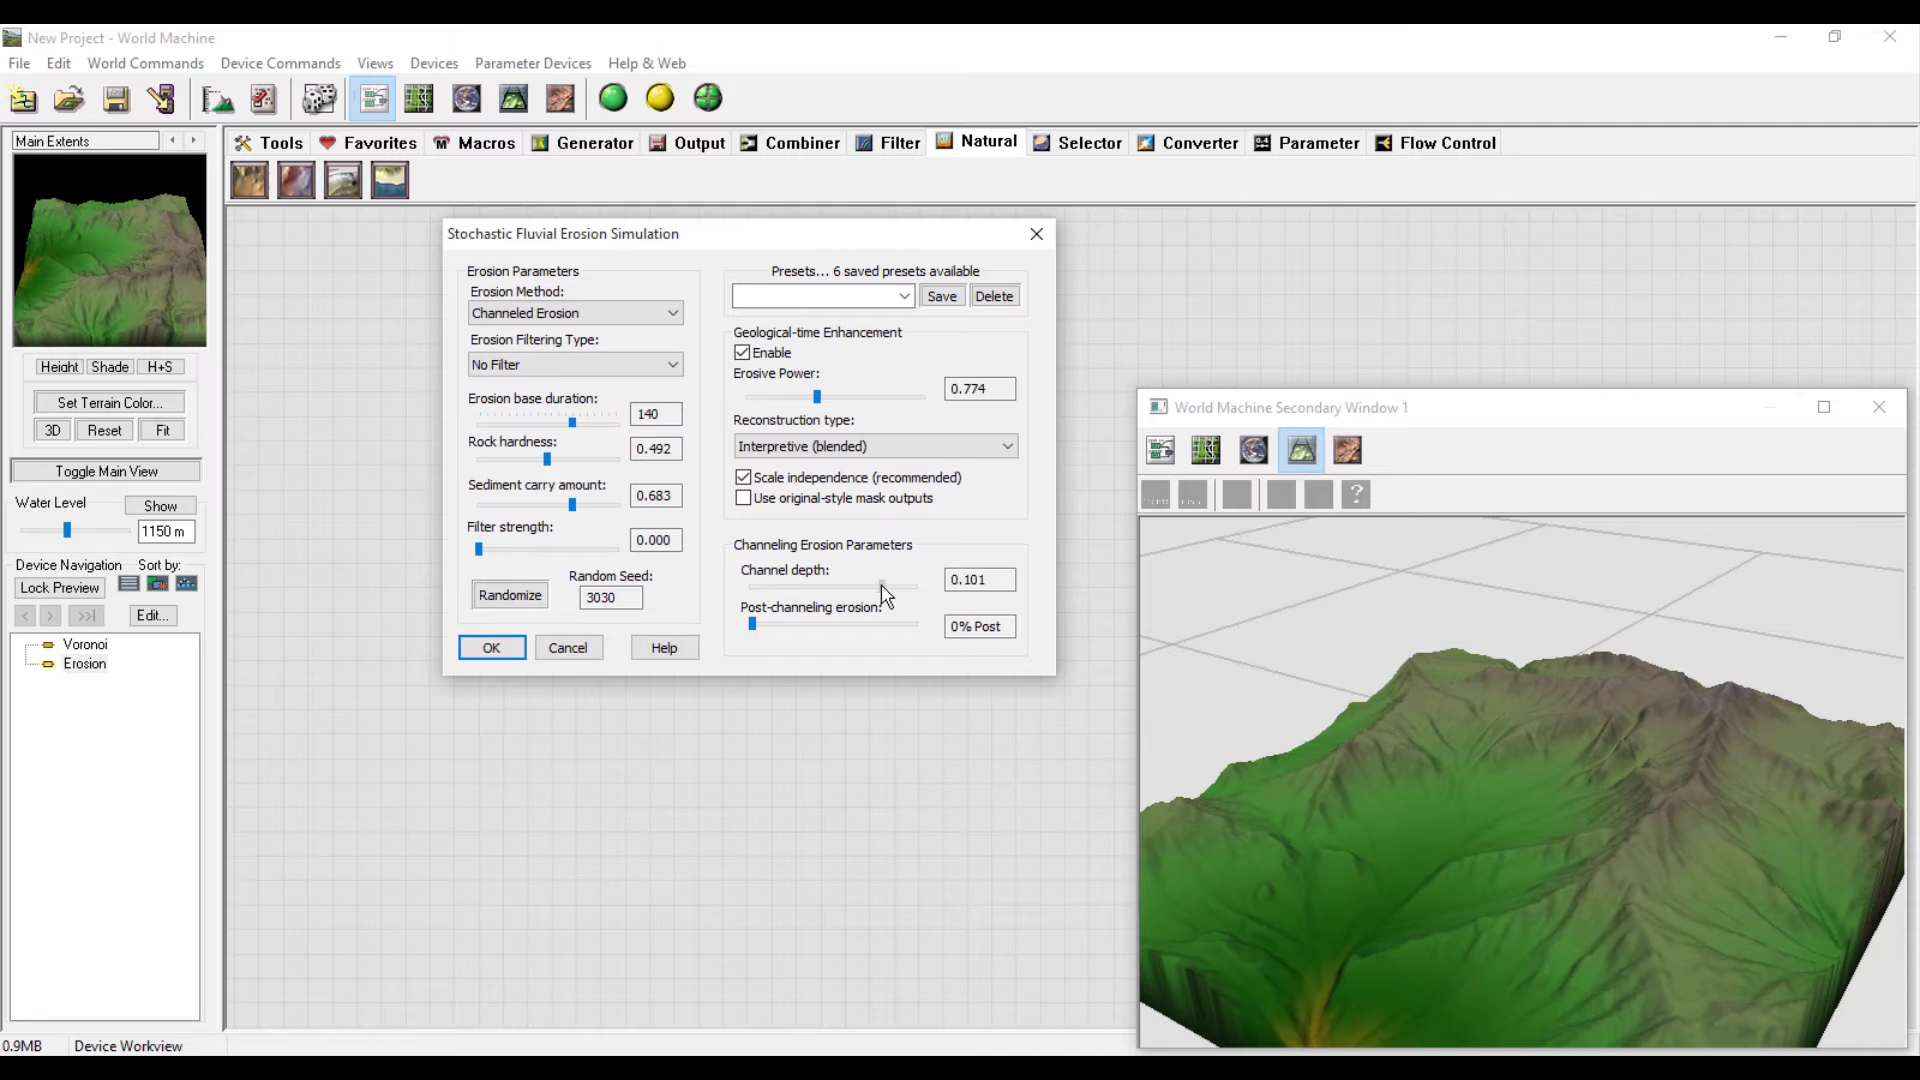 New Project - World Machine
File Edit World Commands Device Commands Views Devices Parameter Devices Help & Web
Main Extents
Tools Favorites Macros Generator Output Combiner Filter Natural Selector Converter Parameter Flow Control
Height Shade H+S
Set Terrain Color...
3D Reset Fit
Toggle Main View
Water Level Show
1150 m
Device Navigation Sort by:
Lock Preview
< > >>| Edit...
Voronoi
Erosion
0.9MB Device Workview
Stochastic Fluvial Erosion Simulation
Erosion Parameters
Erosion Method:
Channeled Erosion
Erosion Filtering Type:
No Filter
Erosion base duration:
140
Rock hardness:
0.492
Sediment carry amount:
0.683
Filter strength:
0.000
Randomize
Random Seed:
3030
OK Cancel Help
Presets... 6 saved presets available
Save Delete
Geological-time Enhancement
Enable
Erosive Power:
0.774
Reconstruction type:
Interpretive (blended)
Scale independence (recommended)
Use original-style mask outputs
Channeling Erosion Parameters
Channel depth:
0.101
Post-channeling erosion:
0% Post
World Machine Secondary Window 1
?